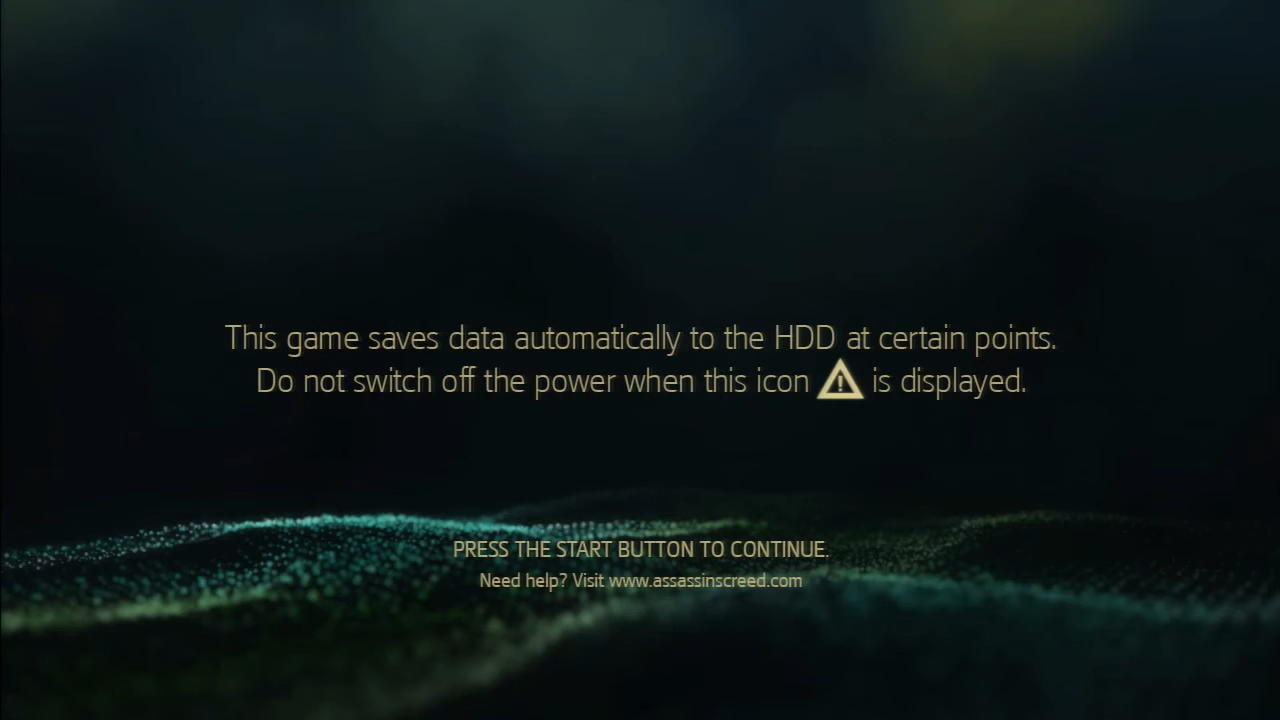 This game saves data automatically to the HDD at certain points.
Do not switch off the power when this icon ⚠ is displayed.
PRESS THE START BUTTON TO CONTINUE.
Need help? Visit www.assassinscreed.com